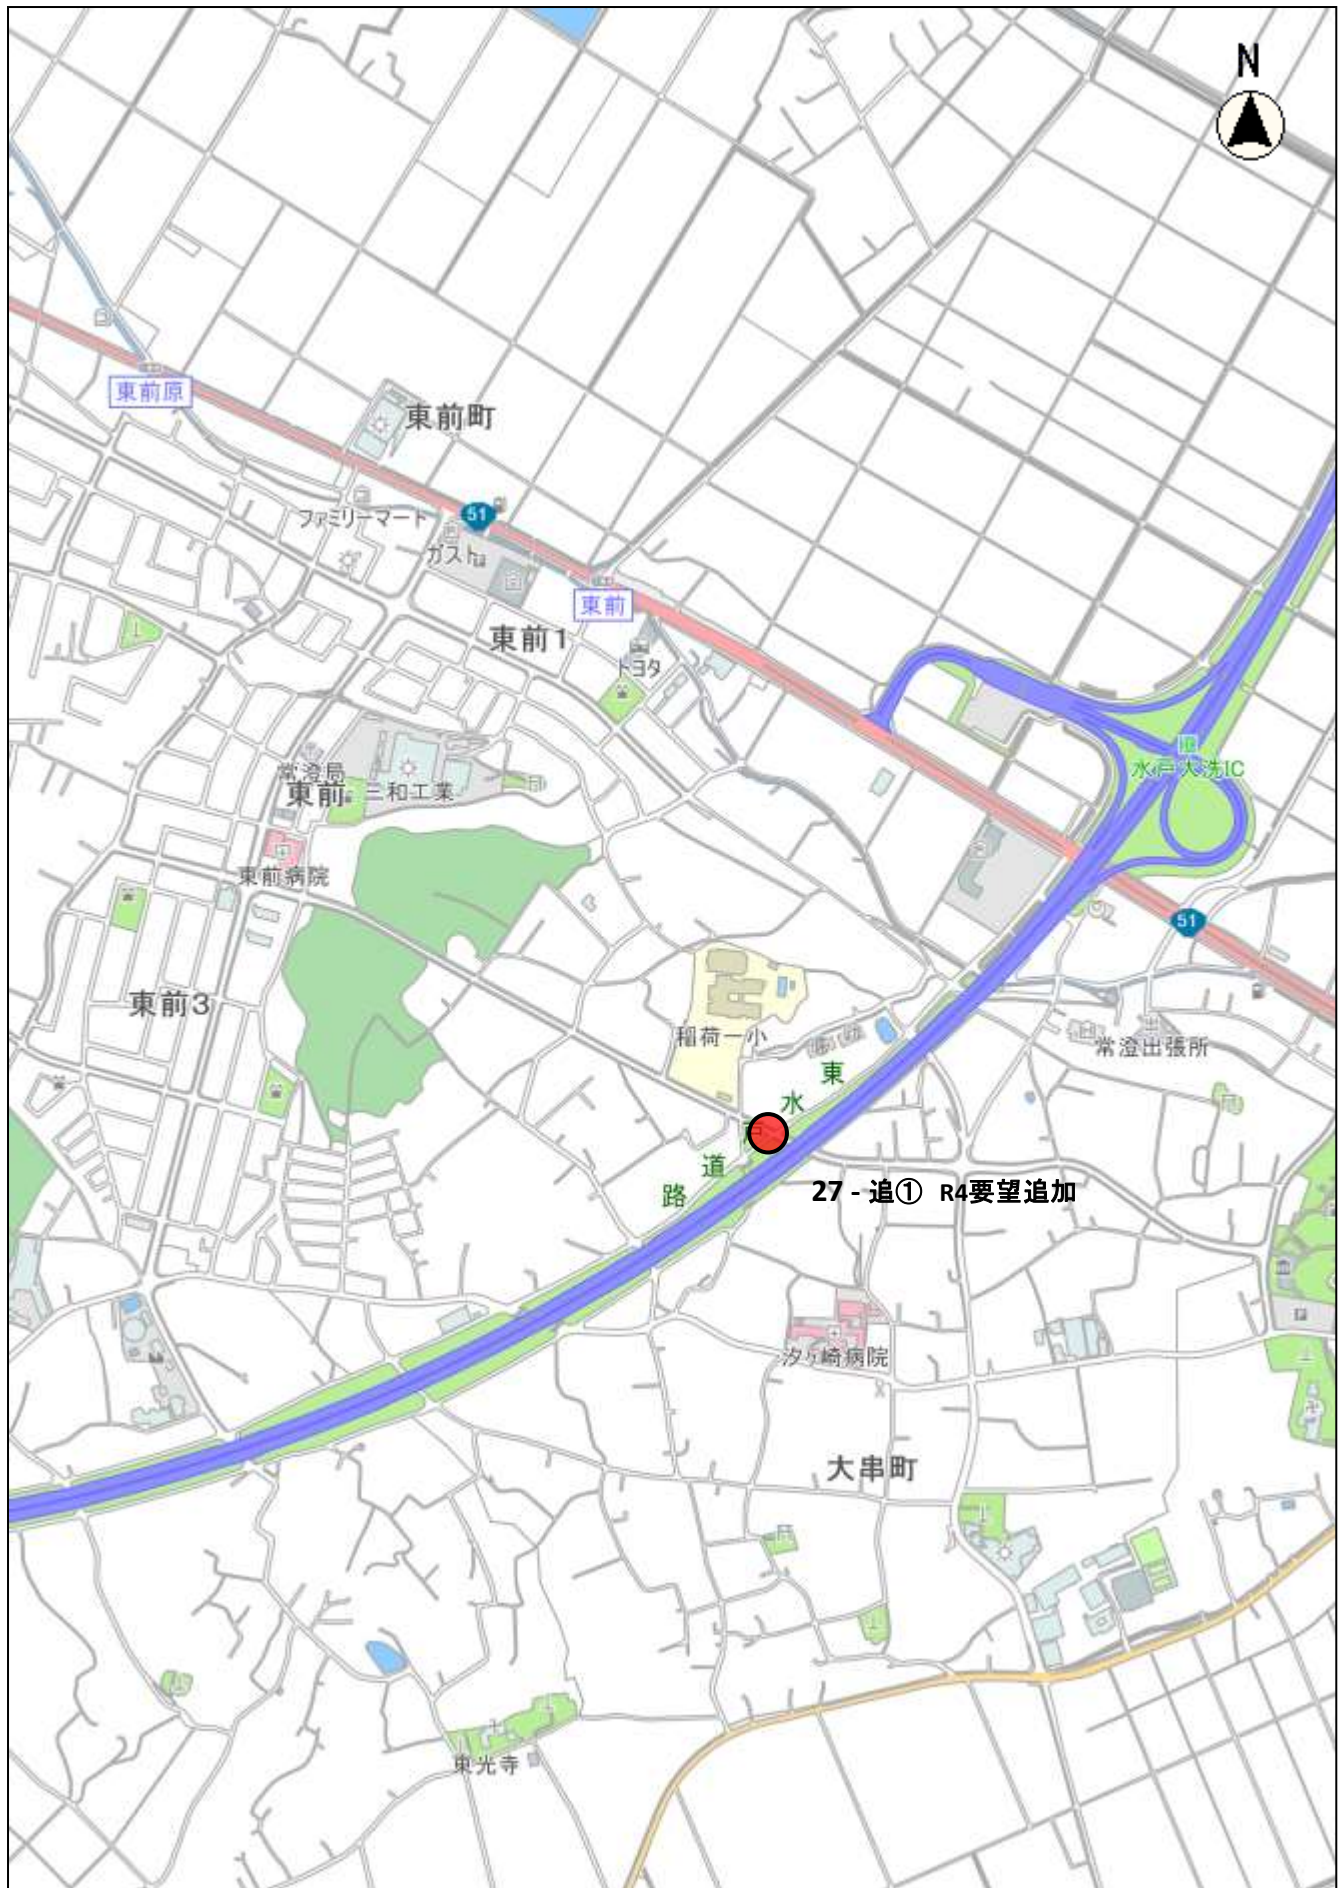 N
東前原
東前町
ファミリーマート
51
ガスト
東前
東前1
トヨタ
常澄局
東前
三和工業
水戸大洗IC
東前病院
51
東前3
稲荷一小
常澄出張所
東水戸道路
27 - 追① R4要望追加
汐ヶ崎病院
大串町
東光寺